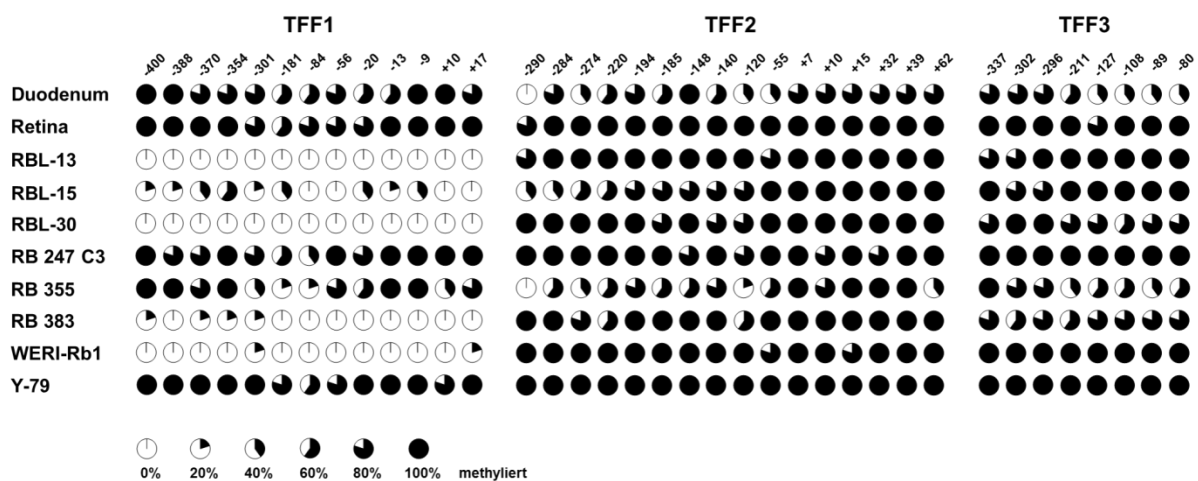 TFF1 TFF2 TFF3
-400 -388 -370 -354 -301 -181 -84 -56 -20 -13 -9 +10 +17 -290 -284 -274 -220 -194 -185 -148 -140 -120 -55 +7 +10 +15 +32 +39 +62 -337 -302 -296 -211 -127 -108 -89 -80
Duodenum
Retina
RBL-13
RBL-15
RBL-30
RB 247 C3
RB 355
RB 383
WERI-Rb1
Y-79
0% 20% 40% 60% 80% 100% methyliert